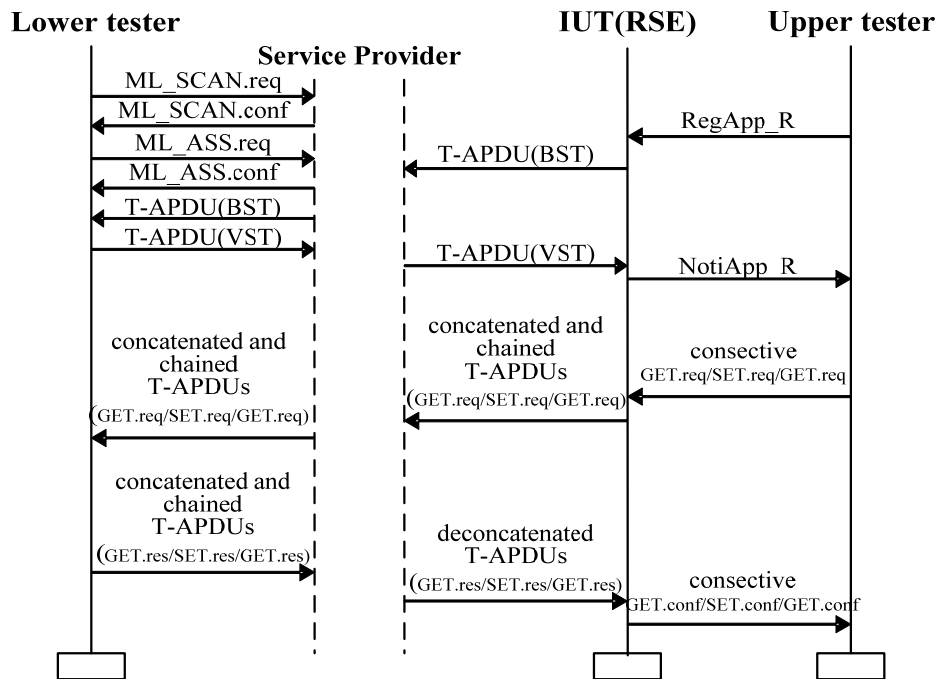 Lower tester
Service Provider
IUT(RSE)
Upper tester
ML_SCAN.req
ML_SCAN.conf
RegApp_R
ML_ASS.req
T-APDU(BST)
ML_ASS.conf
T-APDU(BST)
T-APDU(VST)
T-APDU(VST)
NotiApp_R
concatenated and
chained
T-APDUs
(GET.req/SET.req/GET.req)
concatenated and
chained
T-APDUs
(GET.req/SET.req/GET.req)
consective
GET.req/SET.req/GET.req
concatenated and
chained
T-APDUs
(GET.res/SET.res/GET.res)
deconcatenated
T-APDUs
(GET.res/SET.res/GET.res)
consective
GET.conf/SET.conf/GET.conf